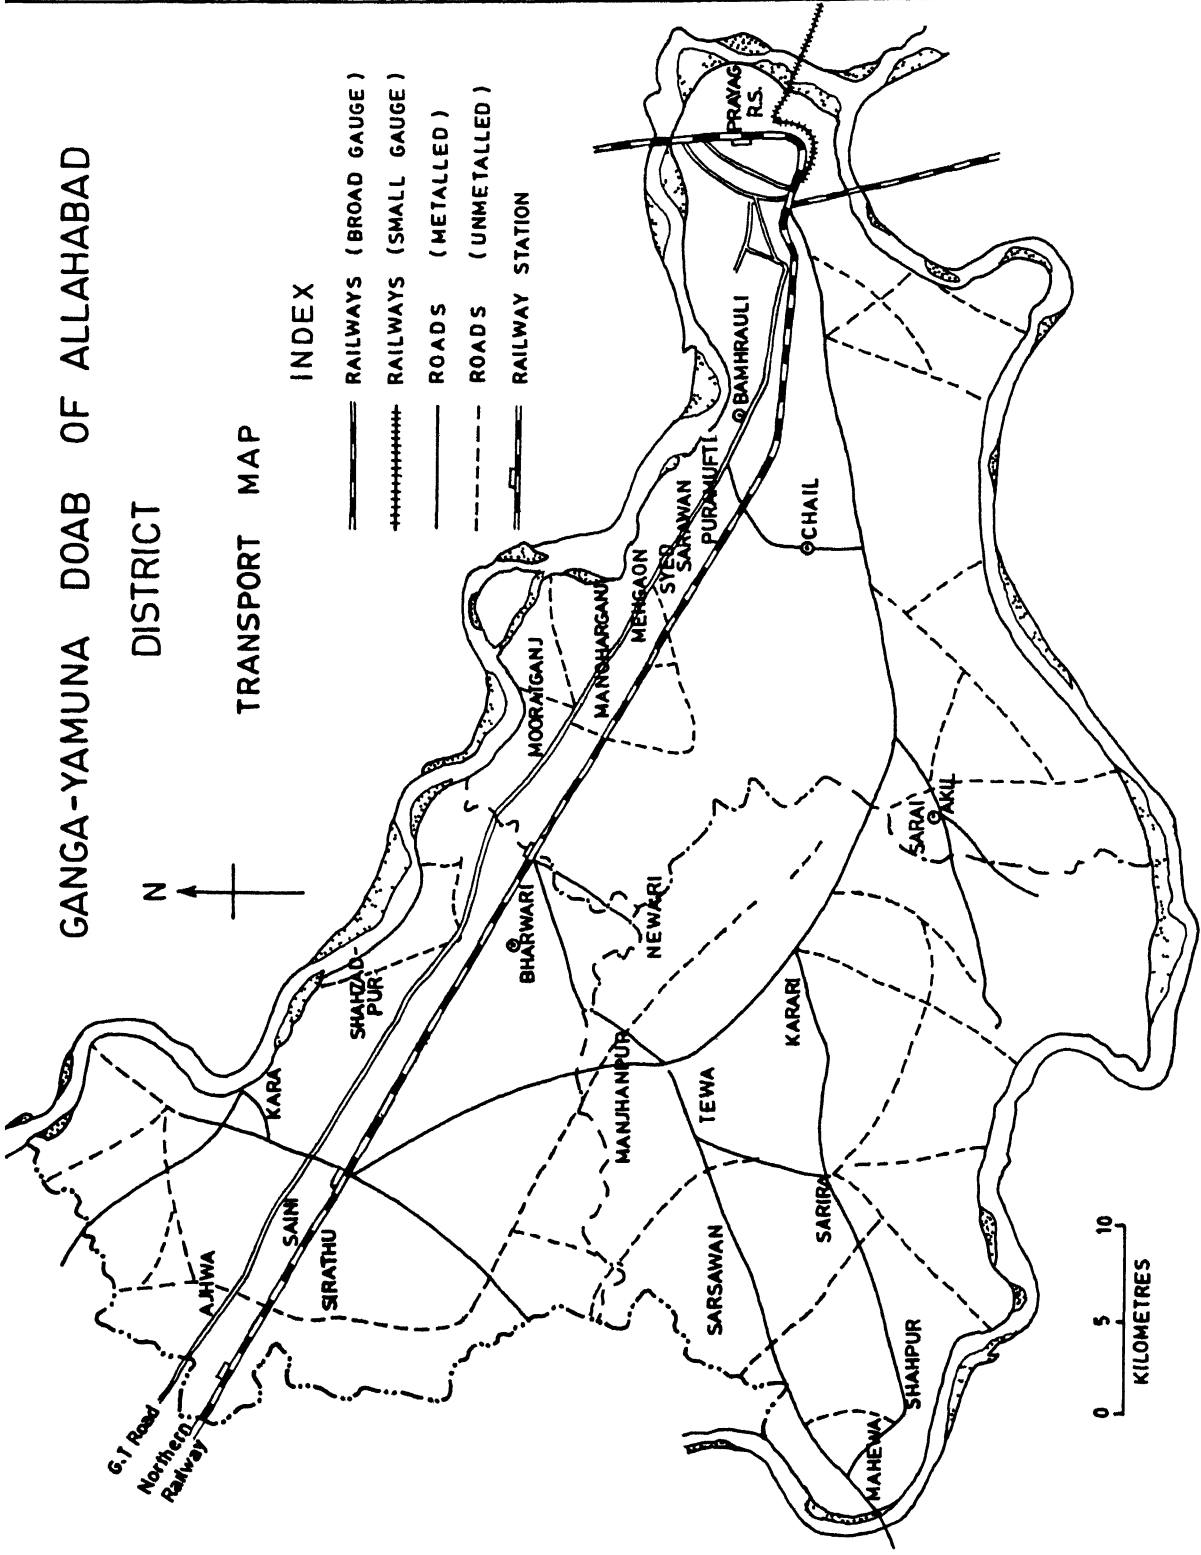 GANGA-YAMUNA DOAB OF ALLAHABAD
DISTRICT
TRANSPORT MAP
N
INDEX
RAILWAYS (BROAD GAUGE)
RAILWAYS (SMALL GAUGE)
ROADS (METALLED)
ROADS (UNMETALLED)
RAILWAY STATION
G.T Road
Northern
Railway
AJHWA
SAINI
SIRATHU
KARA
SHAHZAD-
PUR
BHARWARI
MOORATGANJ
MANOHARGANJ
MENGAON
SYED
SARAWAN
PURAMUFTI
BAMHRAULI
PRAYAG
R.S.
CHAIL
NEWARI
MANJHANPUR
TEWA
KARARI
SARAI
AKIL
SARSAWAN
SARIRA
SHAHPUR
MAHEWA
0 5 10
KILOMETRES